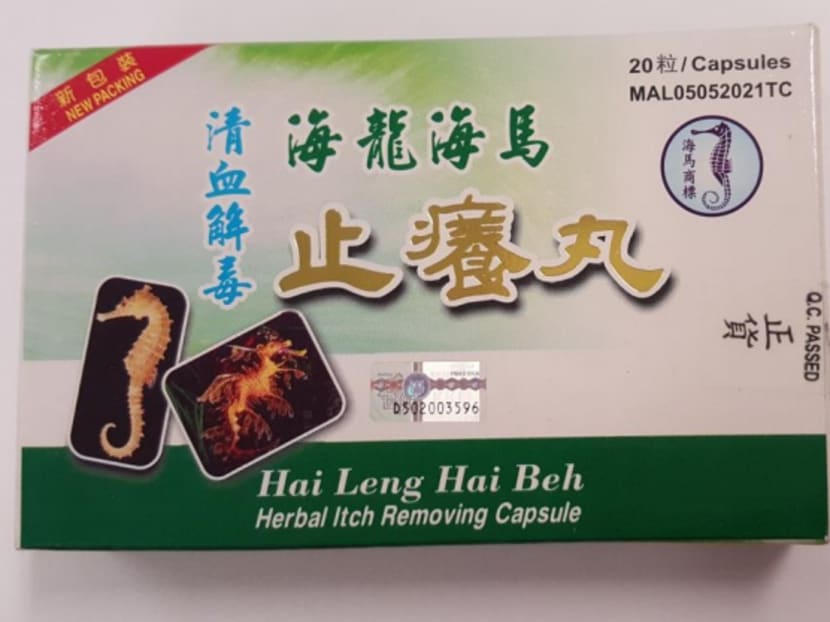 新包裝
NEW PACKING
20粒/Capsules
MAL05052021TC
海馬商標
清血解毒
海龍海馬
止癢丸
正貨
Q.C. PASSED
D502003596
Hai Leng Hai Beh
Herbal Itch Removing Capsule